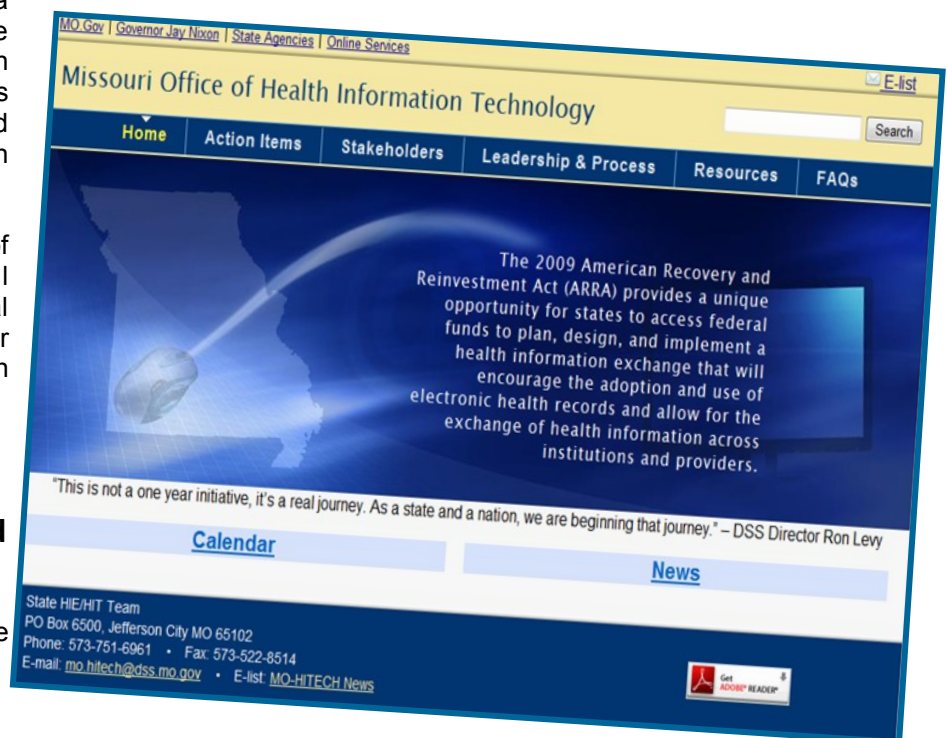 MO.Gov | Governor Jay Nixon | State Agencies | Online Services
E-list
Missouri Office of Health Information Technology
Search
Home Action Items Stakeholders Leadership & Process Resources FAQs
The 2009 American Recovery and
Reinvestment Act (ARRA) provides a unique
opportunity for states to access federal
funds to plan, design, and implement a
health information exchange that will
encourage the adoption and use of
electronic health records and allow for the
exchange of health information across
institutions and providers.
"This is not a one year initiative, it's a real journey. As a state and a nation, we are beginning that journey." – DSS Director Ron Levy
Calendar
News
State HIE/HIT Team
PO Box 6500, Jefferson City MO 65102
Phone: 573-751-6961 • Fax: 573-522-8514
E-mail: mo.hitech@dss.mo.gov • E-list: MO-HITECH News
Get
ADOBE® READER®